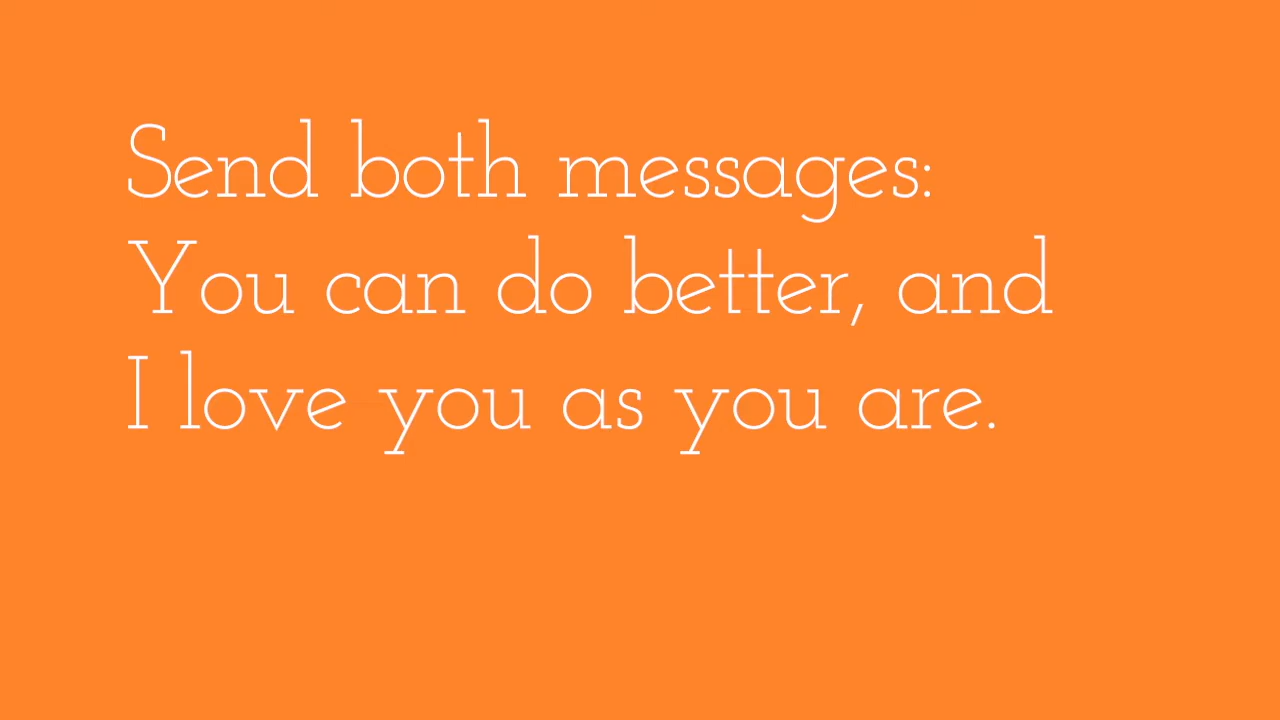 Send both messages:
You can do better, and
I love you as you are.